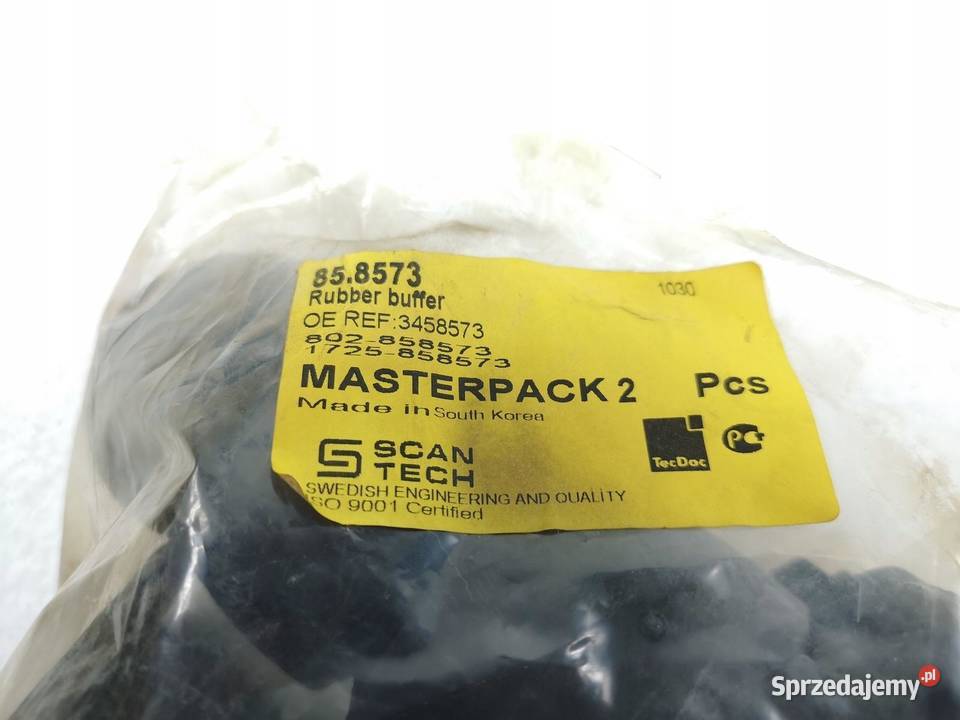 85.8573
1030
Rubber buffer
OE REF:3458573
802-858573
1725-858573
MASTERPACK 2 Pcs
Made in South Korea
SCAN
TECH
TecDoc
SWEDISH ENGINEERING AND QUALITY
ISO 9001 Certified
Sprzedajemy.pl